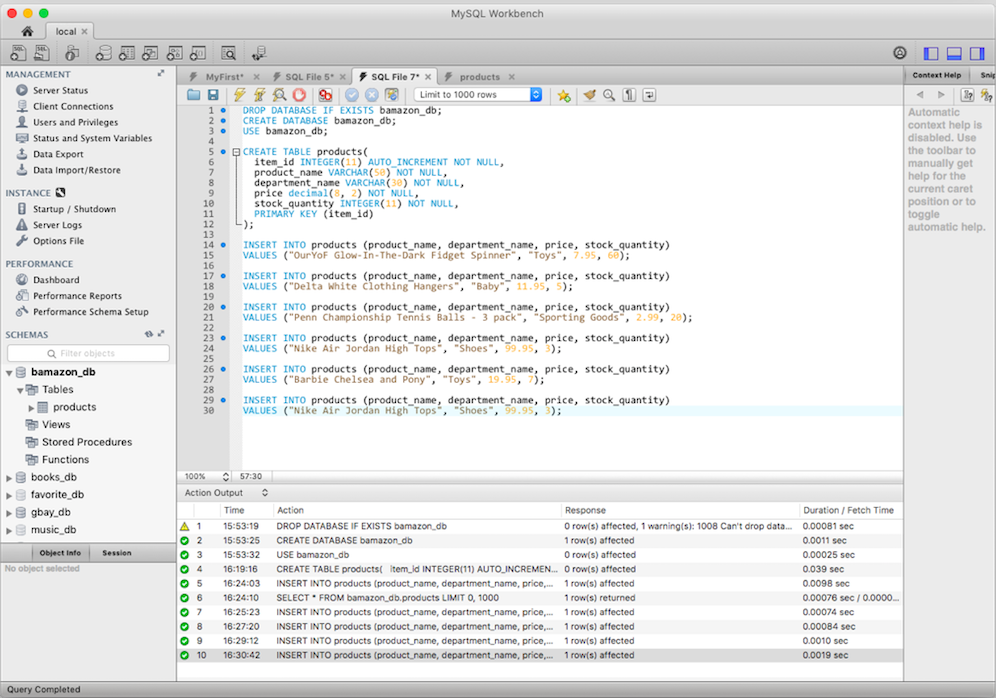 MySQL Workbench
local
MANAGEMENT
Server Status
Client Connections
Users and Privileges
Status and System Variables
Data Export
Data Import/Restore
INSTANCE
Startup / Shutdown
Server Logs
Options File
PERFORMANCE
Dashboard
Performance Reports
Performance Schema Setup
SCHEMAS
Filter objects
bamazon_db
Tables
products
Views
Stored Procedures
Functions
books_db
favorite_db
gbay_db
music_db
Object Info Session
No object selected
MyFirst* SQL File 5* SQL File 7* products
Limit to 1000 rows
1 DROP DATABASE IF EXISTS bamazon_db;
2 CREATE DATABASE bamazon_db;
3 USE bamazon_db;
4
5 CREATE TABLE products(
6 item_id INTEGER(11) AUTO_INCREMENT NOT NULL,
7 product_name VARCHAR(50) NOT NULL,
8 department_name VARCHAR(30) NOT NULL,
9 price decimal(8, 2) NOT NULL,
10 stock_quantity INTEGER(11) NOT NULL,
11 PRIMARY KEY (item_id)
12 );
13
14 INSERT INTO products (product_name, department_name, price, stock_quantity)
15 VALUES ("OurYoF Glow-In-The-Dark Fidget Spinner", "Toys", 7.95, 60);
16
17 INSERT INTO products (product_name, department_name, price, stock_quantity)
18 VALUES ("Delta White Clothing Hangers", "Baby", 11.95, 5);
19
20 INSERT INTO products (product_name, department_name, price, stock_quantity)
21 VALUES ("Penn Championship Tennis Balls - 3 pack", "Sporting Goods", 2.99, 20);
22
23 INSERT INTO products (product_name, department_name, price, stock_quantity)
24 VALUES ("Nike Air Jordan High Tops", "Shoes", 99.95, 3);
25
26 INSERT INTO products (product_name, department_name, price, stock_quantity)
27 VALUES ("Barbie Chelsea and Pony", "Toys", 19.95, 7);
28
29 INSERT INTO products (product_name, department_name, price, stock_quantity)
30 VALUES ("Nike Air Jordan High Tops", "Shoes", 99.95, 3);
100% 57:30
Action Output
Time Action Response Duration / Fetch Time
1 15:53:19 DROP DATABASE IF EXISTS bamazon_db 0 row(s) affected, 1 warning(s): 1008 Can't drop data... 0.00081 sec
2 15:53:25 CREATE DATABASE bamazon_db 1 row(s) affected 0.0011 sec
3 15:53:32 USE bamazon_db 0 row(s) affected 0.00025 sec
4 16:19:16 CREATE TABLE products( item_id INTEGER(11) AUTO_INCREMEN... 0 row(s) affected 0.039 sec
5 16:24:03 INSERT INTO products (product_name, department_name, price,... 1 row(s) affected 0.0098 sec
6 16:24:10 SELECT * FROM bamazon_db.products LIMIT 0, 1000 1 row(s) returned 0.00076 sec / 0.0000...
7 16:25:23 INSERT INTO products (product_name, department_name, price,... 1 row(s) affected 0.00074 sec
8 16:27:20 INSERT INTO products (product_name, department_name, price,... 1 row(s) affected 0.00084 sec
9 16:29:12 INSERT INTO products (product_name, department_name, price,... 1 row(s) affected 0.0010 sec
10 16:30:42 INSERT INTO products (product_name, department_name, price,... 1 row(s) affected 0.0019 sec
Context Help Snip
Automatic
context help is
disabled. Use
the toolbar to
manually get
help for the
current caret
position or to
toggle
automatic help.
Query Completed